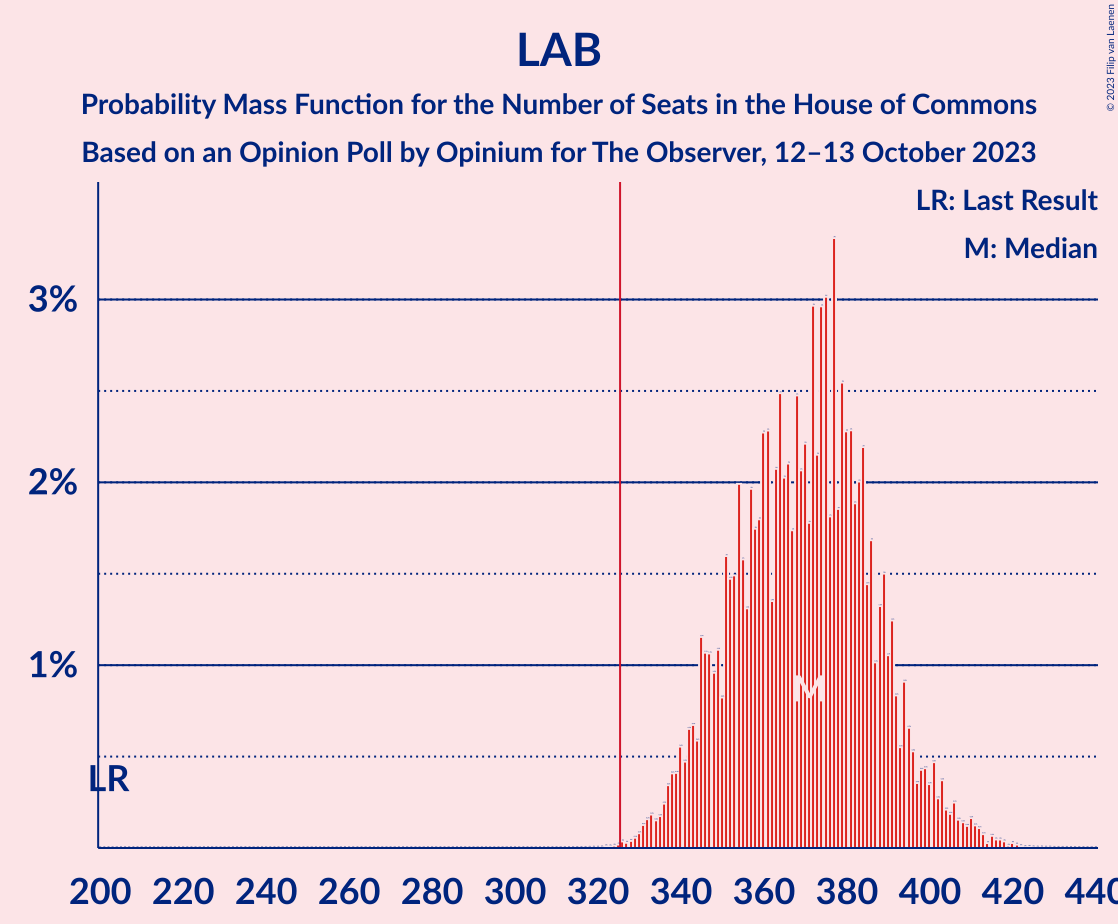 LAB
Probability Mass Function for the Number of Seats in the House of Commons
Based on an Opinion Poll by Opinium for The Observer, 12–13 October 2023
© 2023 Filip van Laenen
LR: Last Result
M: Median
3%
2%
1%
M
LR
200 220 240 260 280 300 320 340 360 380 400 420 440